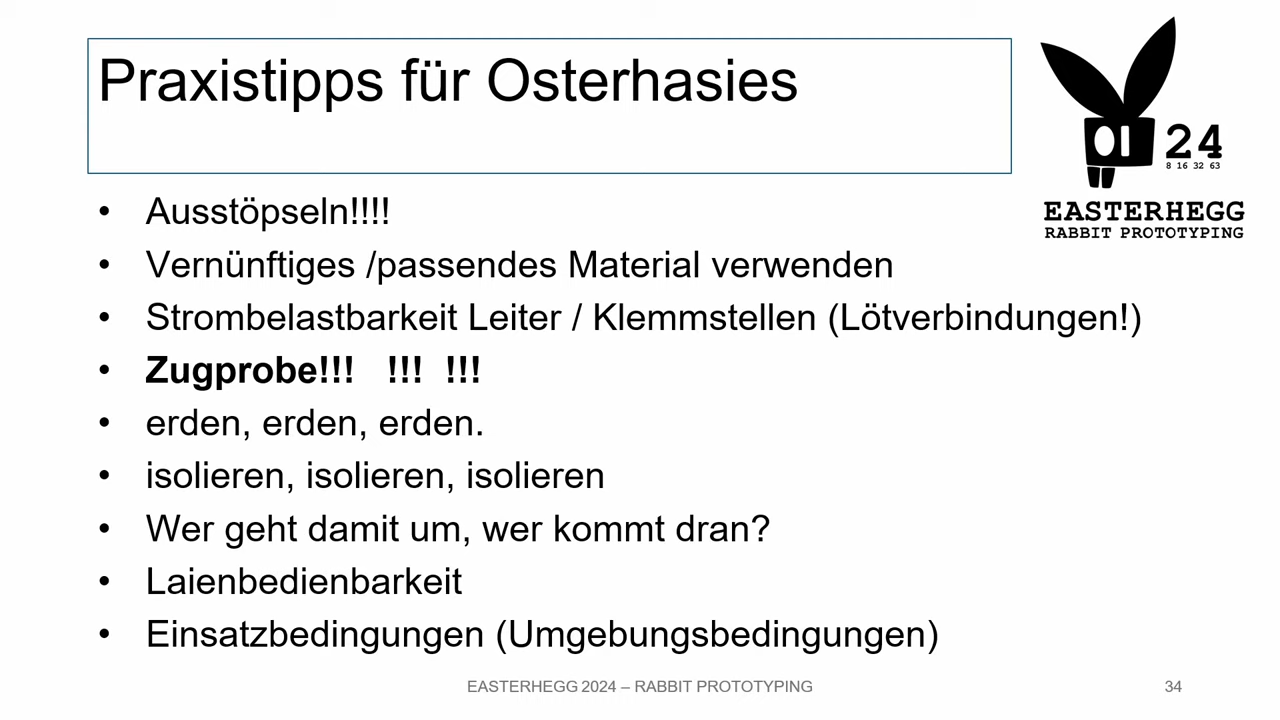 Praxistipps für Osterhasies
24
8 16 32 63
EASTERHEGG
RABBIT PROTOTYPING
• Ausstöpseln!!!!
• Vernünftiges /passendes Material verwenden
• Strombelastbarkeit Leiter / Klemmstellen (Lötverbindungen!)
• Zugprobe!!! !!! !!!
• erden, erden, erden.
• isolieren, isolieren, isolieren
• Wer geht damit um, wer kommt dran?
• Laienbedienbarkeit
• Einsatzbedingungen (Umgebungsbedingungen)
EASTERHEGG 2024 – RABBIT PROTOTYPING
34